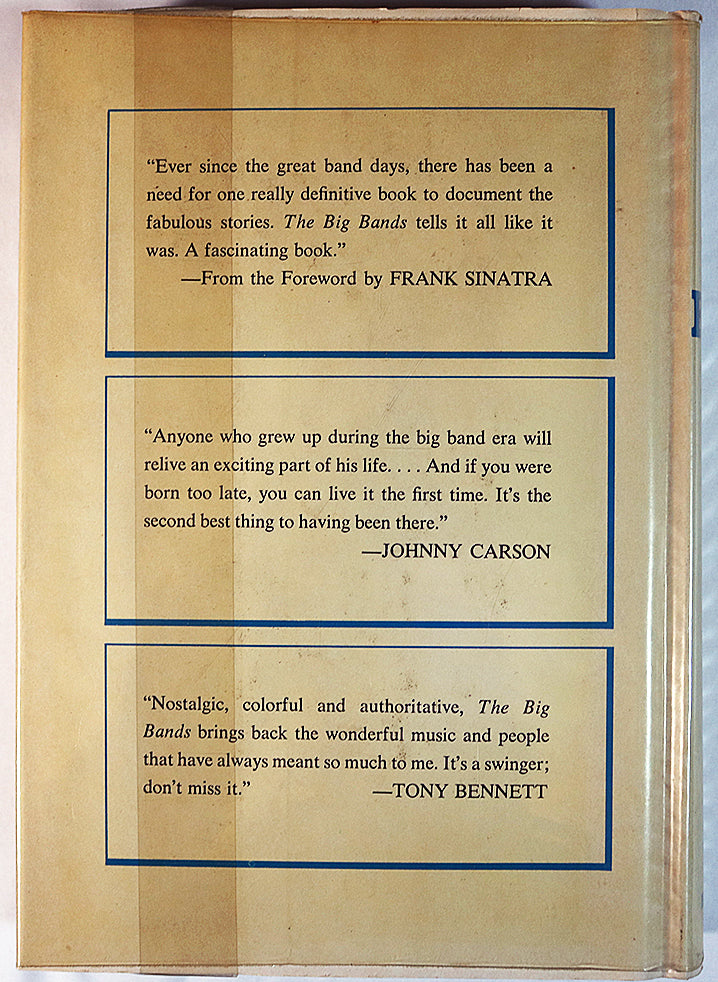 “Ever since the great band days, there has been a
need for one really definitive book to document the
fabulous stories. The Big Bands tells it all like it
was. A fascinating book.”
—From the Foreword by FRANK SINATRA
“Anyone who grew up during the big band era will
relive an exciting part of his life. . . . And if you were
born too late, you can live it the first time. It’s the
second best thing to having been there.”
—JOHNNY CARSON
“Nostalgic, colorful and authoritative, The Big
Bands brings back the wonderful music and people
that have always meant so much to me. It’s a swinger;
don’t miss it.” —TONY BENNETT